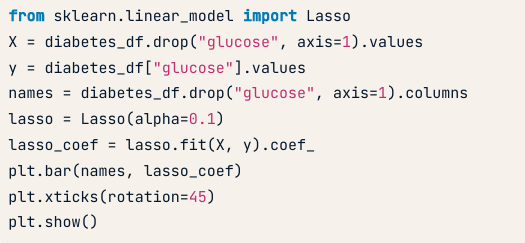 from sklearn.linear_model import Lasso
X = diabetes_df.drop("glucose", axis=1).values
y = diabetes_df["glucose"].values
names = diabetes_df.drop("glucose", axis=1).columns
lasso = Lasso(alpha=0.1)
lasso_coef = lasso.fit(X, y).coef_
plt.bar(names, lasso_coef)
plt.xticks(rotation=45)
plt.show()